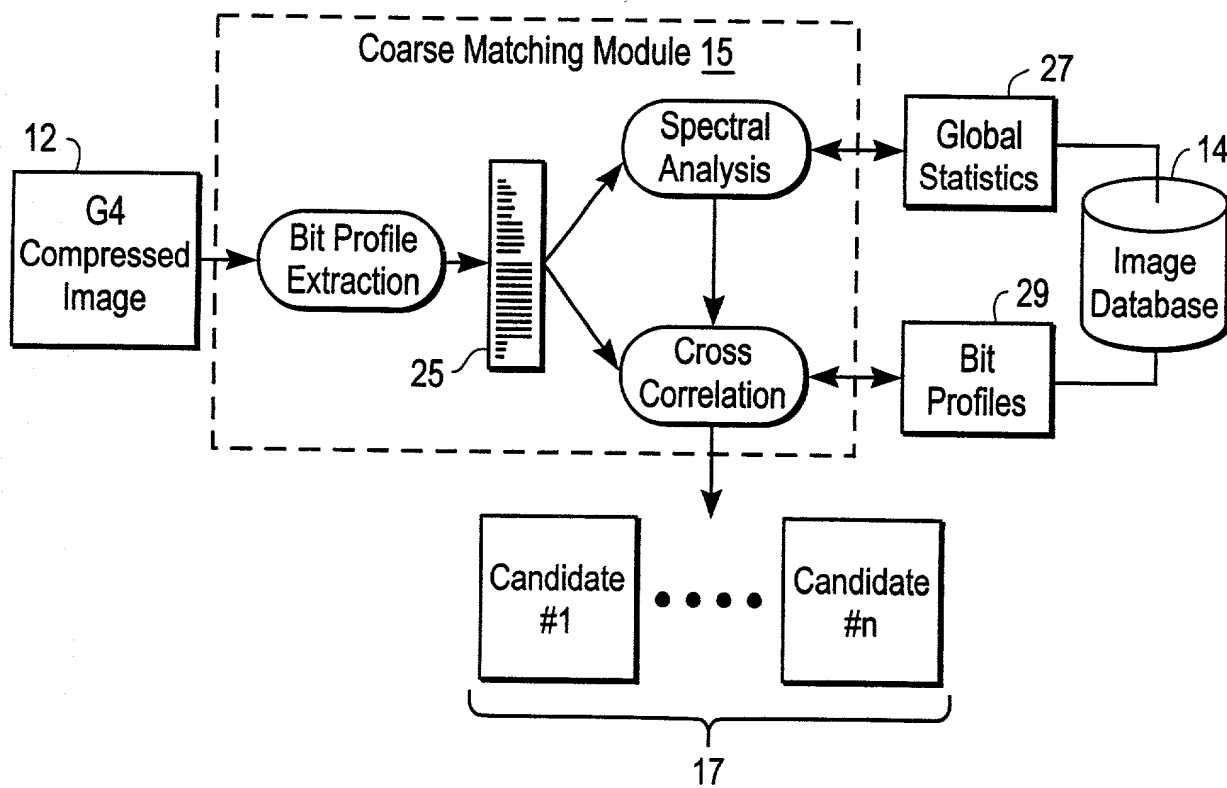 Coarse Matching Module 15
12
G4
Compressed
Image
Bit Profile
Extraction
25
Spectral
Analysis
Cross
Correlation
27
Global
Statistics
29
Bit
Profiles
14
Image
Database
Candidate
#1
Candidate
#n
17